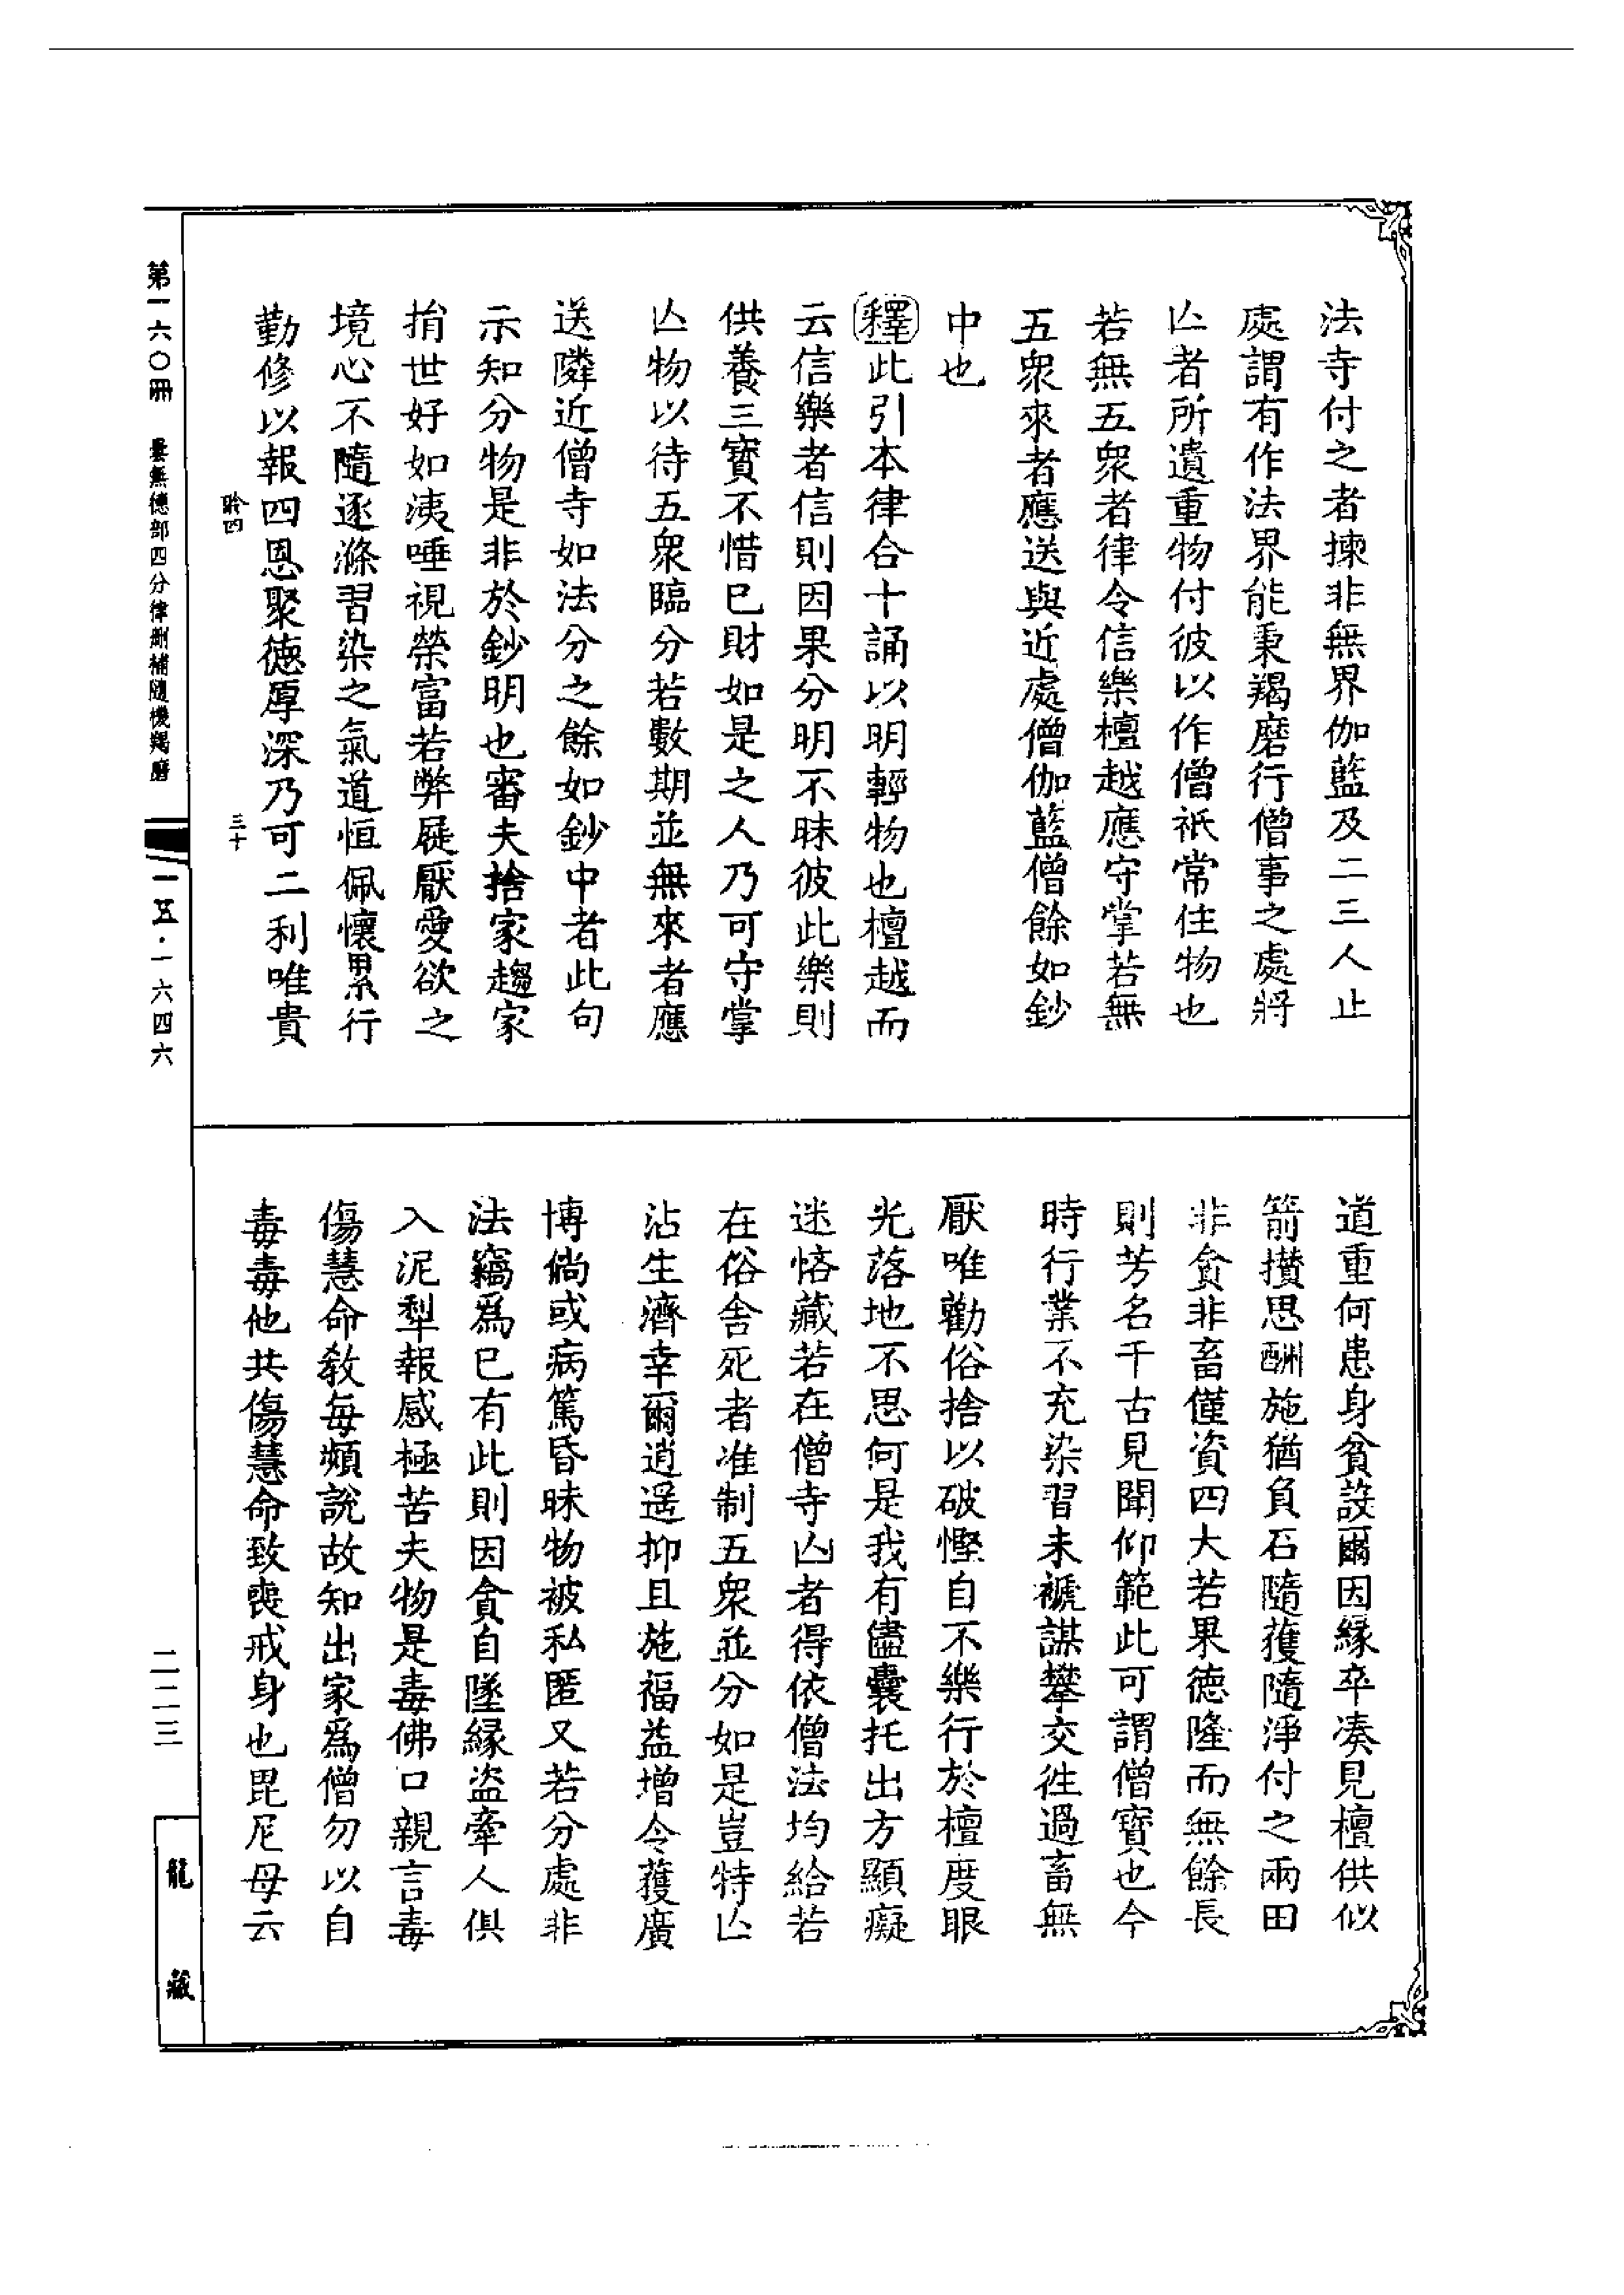 法寺付之者揀非無界伽藍及二三人止
處謂有作法界能秉羯磨行僧事之處將
亾者所遺重物付彼以作僧祇常住物也
若無五衆者律令信樂檀越應守掌若無
五衆來者應送與近處僧伽藍僧餘如鈔
中也
釋此引本律合十誦以明輕物也檀越而
云信樂者信則因果分明不昧彼此樂則
供養三寳不惜已財如是之人乃可守掌
亾物以待五衆臨分若數期並無來者應
送隣近僧寺如法分之餘如鈔中者此句
示知分物是非於鈔明也審夫捨家趨家
捐世好如洟唾視榮富若弊屣厭愛欲之
境心不隨逐滌習染之氣道恒佩懷累行
勤修以報四恩聚德厚深乃可二利唯貴
聆四
三十
道重何患身貧設爾因緣卒凑見檀供似
箭攢思酬施猶負石隨獲隨淨付之兩田
非貪非畜僅資四大若果德隆而無餘長
則芳名千古見聞仰範此可謂僧寳也今
時行業不充染習未褫謀攀交徃過畜無
厭唯勸俗捨以破慳自不樂行於檀度眼
光落地不思何是我有儘囊托出方顯癡
迷悋藏若在僧寺亾者得依僧法均給若
在俗舍死者准制五衆並分如是豈特亾
沾生濟幸爾逍遥抑且施福益增令獲廣
博倘或病篤昏昧物被私匿又若分處非
法竊爲已有此則因貪自墜緣盜牽人俱
入泥犁報感極苦夫物是毒佛口親言毒
傷慧命教每頻說故知出家爲僧勿以自
毒毒他共傷慧命致喪戒身也毘尼母云
第一六〇冊 曇無德部四分律刪補隨機羯磨
一五·一六四六
二二三
龍藏